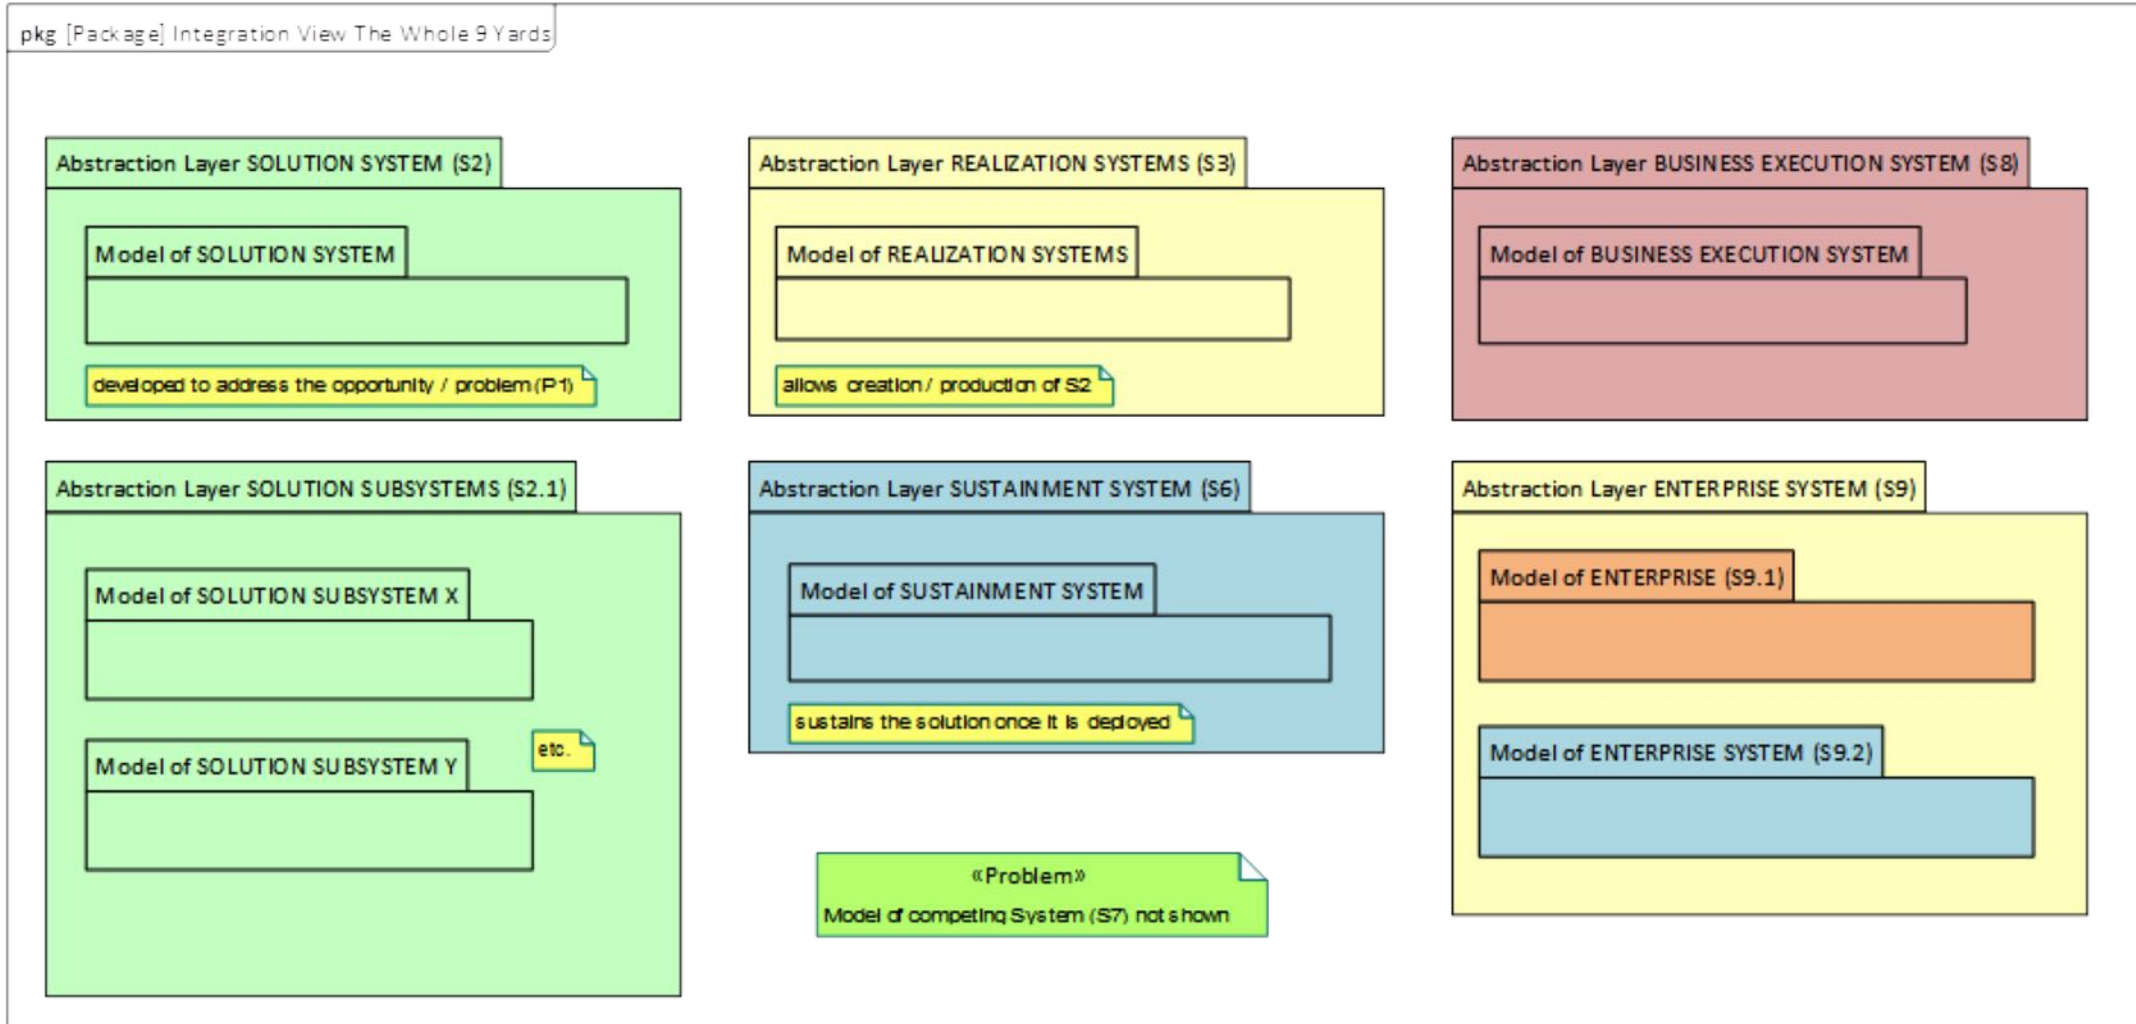 pkg [Package] Integration View The Whole 9 Yards
Abstraction Layer SOLUTION SYSTEM (S2)
Model of SOLUTION SYSTEM
developed to address the opportunity / problem (P1)
Abstraction Layer REALIZATION SYSTEMS (S3)
Model of REALIZATION SYSTEMS
allows creation / production of S2
Abstraction Layer BUSINESS EXECUTION SYSTEM (S8)
Model of BUSINESS EXECUTION SYSTEM
Abstraction Layer SOLUTION SUBSYSTEMS (S2.1)
Model of SOLUTION SUBSYSTEM X
Model of SOLUTION SUBSYSTEM Y
etc.
Abstraction Layer SUSTAINMENT SYSTEM (S6)
Model of SUSTAINMENT SYSTEM
sustains the solution once it is deployed
«Problem»
Model of competing System (S7) not shown
Abstraction Layer ENTERPRISE SYSTEM (S9)
Model of ENTERPRISE (S9.1)
Model of ENTERPRISE SYSTEM (S9.2)